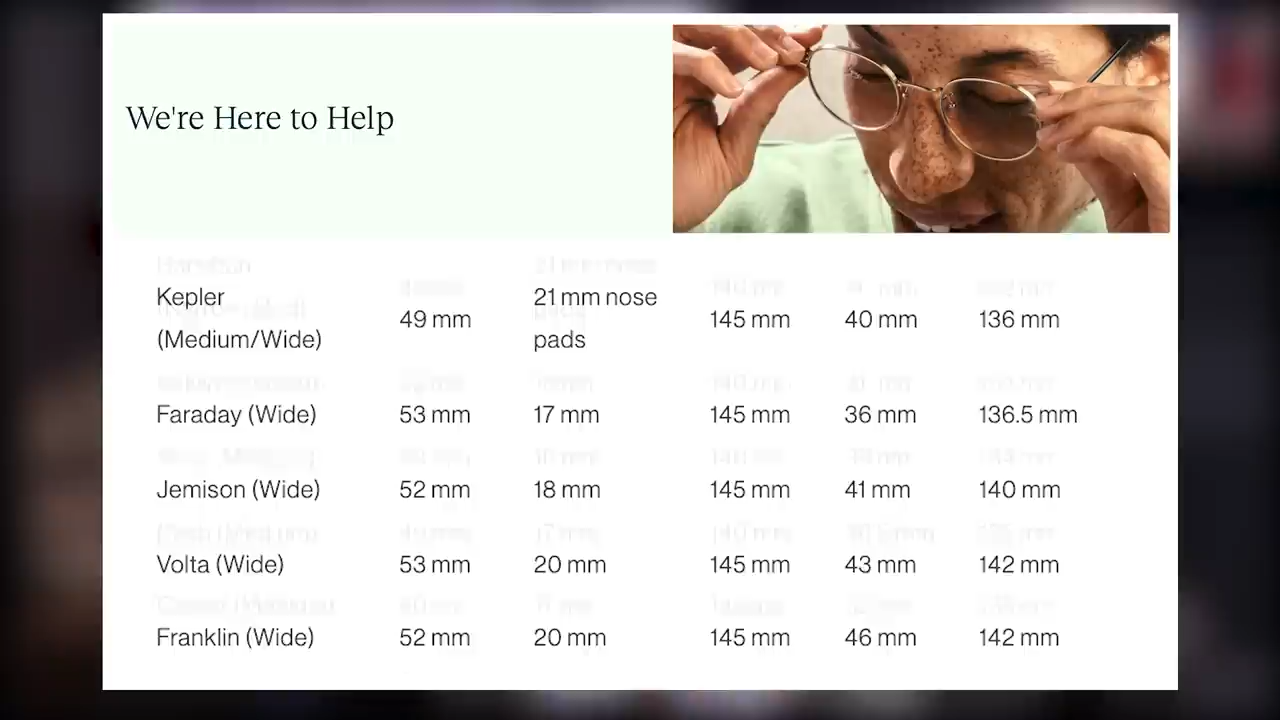 We're Here to Help
Kepler
(Medium/Wide) 49 mm 21 mm nose pads 145 mm 40 mm 136 mm
Faraday (Wide) 53 mm 17 mm 145 mm 36 mm 136.5 mm
Jemison (Wide) 52 mm 18 mm 145 mm 41 mm 140 mm
Volta (Wide) 53 mm 20 mm 145 mm 43 mm 142 mm
Franklin (Wide) 52 mm 20 mm 145 mm 46 mm 142 mm